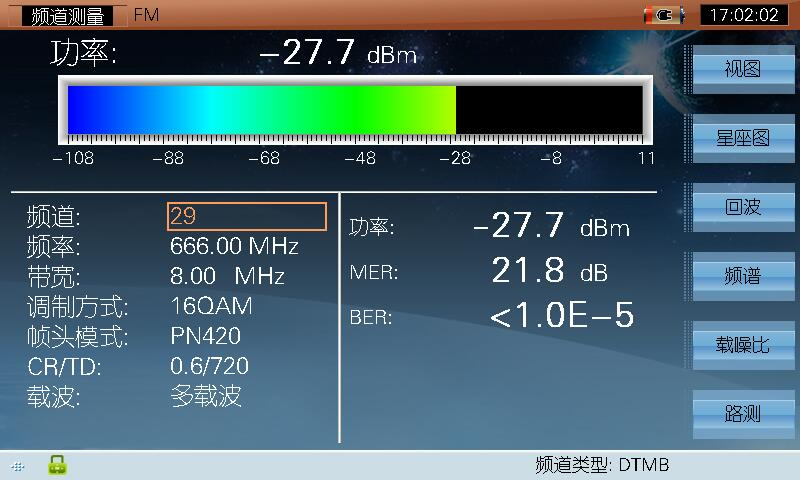 频道测量 FM 17:02:02
功率: -27.7 dBm
-108 -88 -68 -48 -28 -8 11
频道: 29
频率: 666.00 MHz
带宽: 8.00 MHz
调制方式: 16QAM
帧头模式: PN420
CR/TD: 0.6/720
载波: 多载波
功率: -27.7 dBm
MER: 21.8 dB
BER: <1.0E-5
视图
星座图
回波
频谱
载噪比
路测
频道类型: DTMB